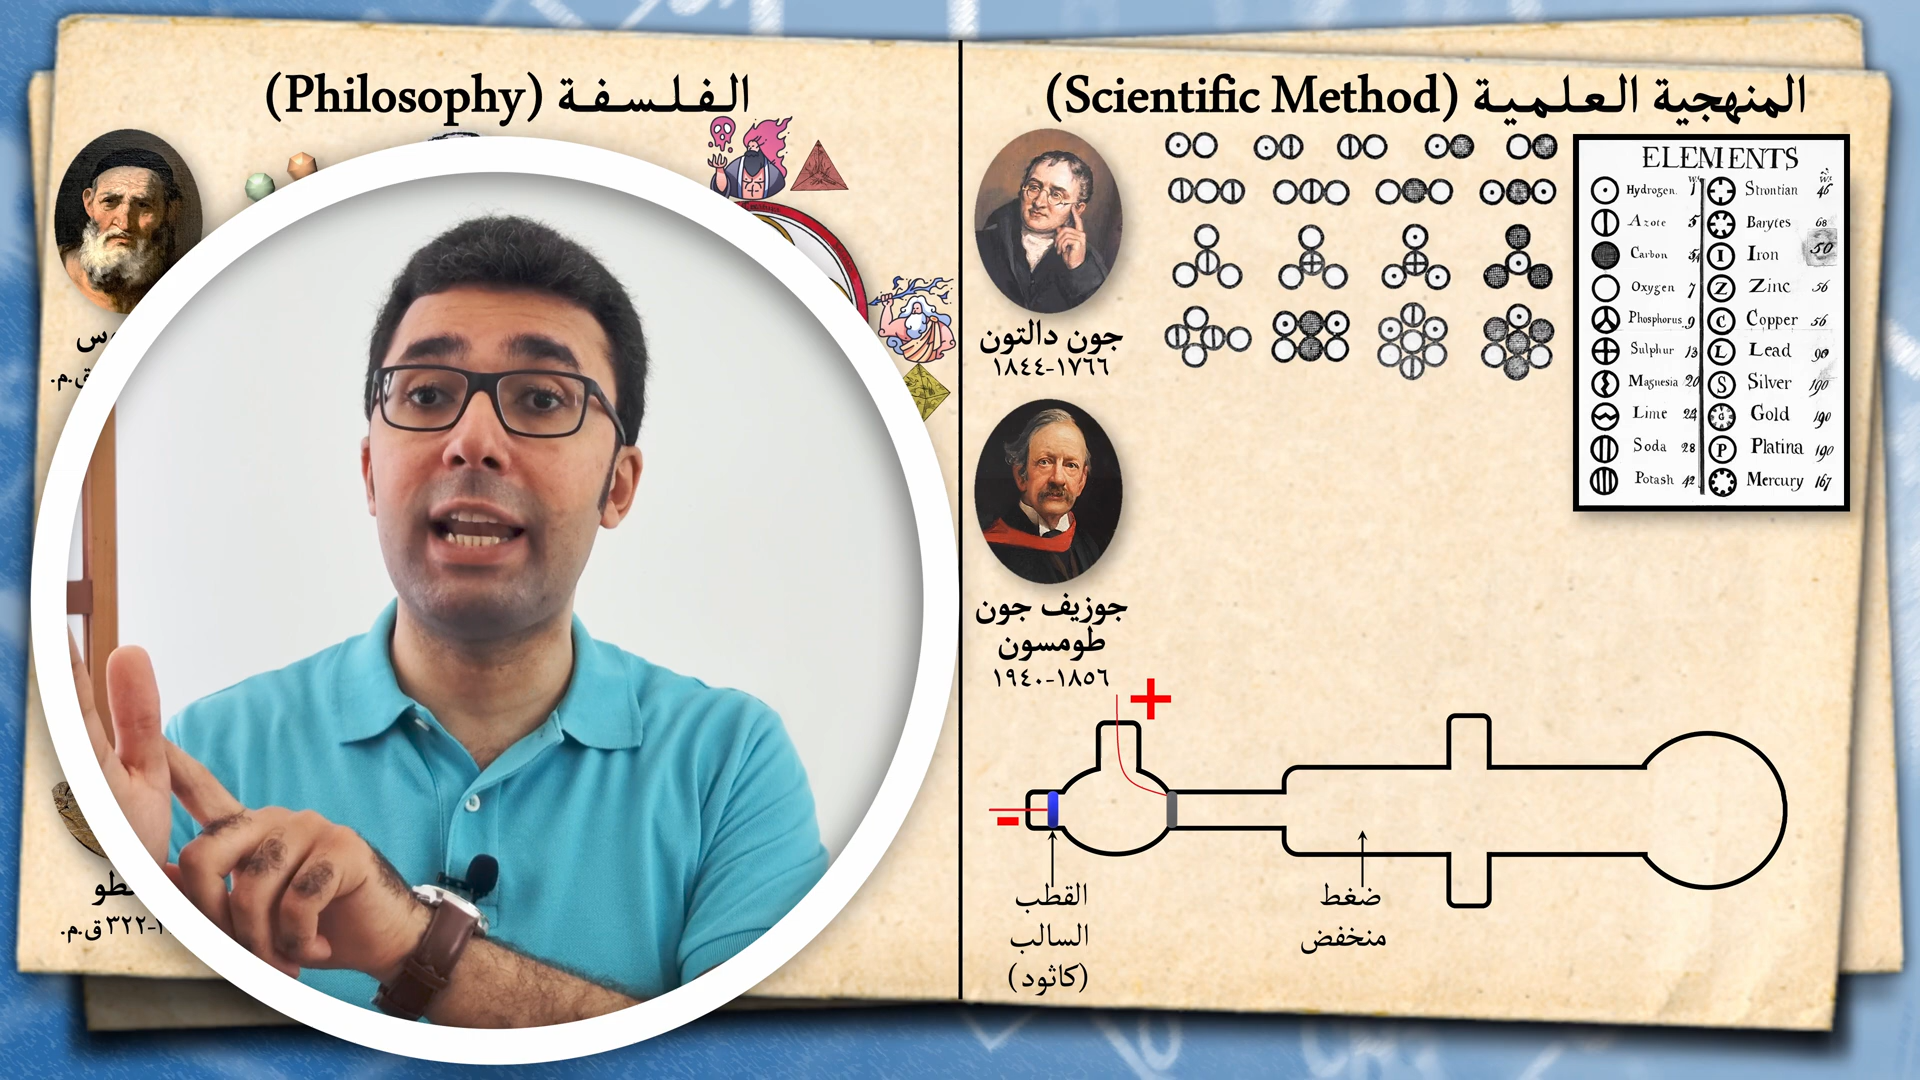 الفلسفة (Philosophy)
ق.م.
٣٢٢-
ق.م.
المنهجية العلمية (Scientific Method)
جون دالتون
١٧٦٦-١٨٤٤
جوزيف جون
طومسون
١٨٥٦-١٩٤٠
ELEMENTS
Hydrogen. 1
Azote 5
Carbon 5
Oxygen 7
Phosphorus 9
Sulphur 13
Magnesia 20
Lime 24
Soda 28
Potash 42
Strontian 46
Barytes 68
I Iron 50
Z Zinc 56
C Copper 56
L Lead 90
S Silver 190
Gold 190
P Platina 190
Mercury 167
+
-
القطب
السالب
(كاثود)
ضغط
منخفض